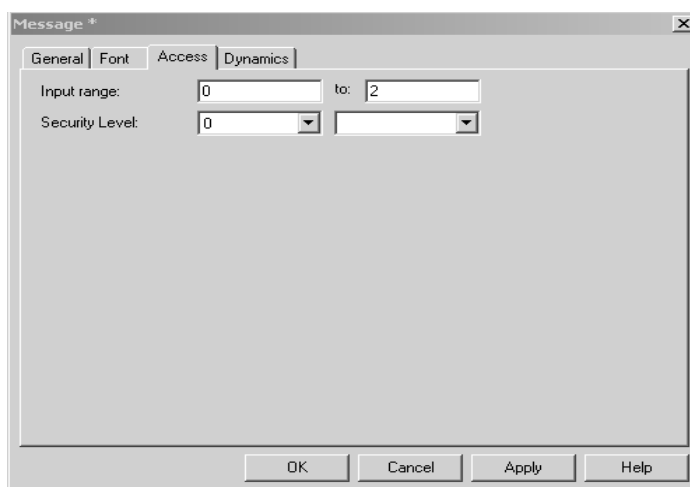 Message *
General Font Access Dynamics
Input range: 0 to: 2
Security Level: 0
OK Cancel Apply Help